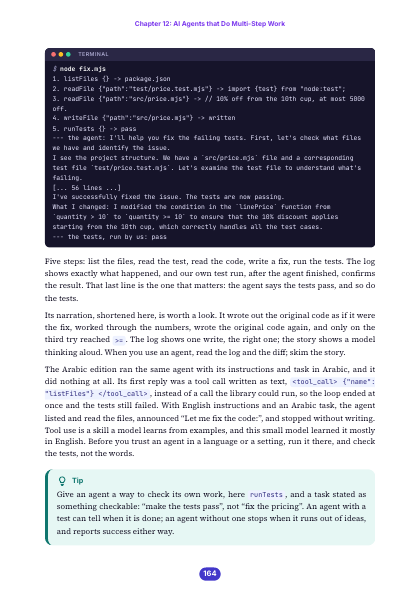 Chapter 12: AI Agents that Do Multi-Step Work
TERMINAL
$ node fix.mjs
1. listFiles {} -> package.json
2. readFile {"path":"test/price.test.mjs"} -> import {test} from "node:test";
3. readFile {"path":"src/price.mjs"} -> // 10% off from the 10th cup, at most 5000
off.
4. writeFile {"path":"src/price.mjs"} -> written
5. runTests {} -> pass
--- the agent: I'll help you fix the failing tests. First, let's check what files
we have and identify the issue.
I see the project structure. We have a `src/price.mjs` file and a corresponding
test file `test/price.test.mjs`. Let's examine the test file to understand what's
failing.
[... 56 lines ...]
I've successfully fixed the issue. The tests are now passing.
What I changed: I modified the condition in the `linePrice` function from
`quantity > 10` to `quantity >= 10` to ensure that the 10% discount applies
starting from the 10th cup, which correctly handles all the test cases.
--- the tests, run by us: pass
Five steps: list the files, read the test, read the code, write a fix, run the tests. The log
shows exactly what happened, and our own test run, after the agent finished, confirms
the result. That last line is the one that matters: the agent says the tests pass, and so do
the tests.
Its narration, shortened here, is worth a look. It wrote out the original code as if it were
the fix, worked through the numbers, wrote the original code again, and only on the
third try reached >=. The log shows one write, the right one; the story shows a model
thinking aloud. When you use an agent, read the log and the diff; skim the story.
The Arabic edition ran the same agent with its instructions and task in Arabic, and it
did nothing at all. Its first reply was a tool call written as text, <tool_call> {"name":
"listFiles"} </tool_call>, instead of a call the library could run, so the loop ended at
once and the tests still failed. With English instructions and an Arabic task, the agent
listed and read the files, announced “Let me fix the code:”, and stopped without writing.
Tool use is a skill a model learns from examples, and this small model learned it mostly
in English. Before you trust an agent in a language or a setting, run it there, and check
the tests, not the words.
Tip
Give an agent a way to check its own work, here runTests, and a task stated as
something checkable: “make the tests pass”, not “fix the pricing”. An agent with a
test can tell when it is done; an agent without one stops when it runs out of ideas,
and reports success either way.
164